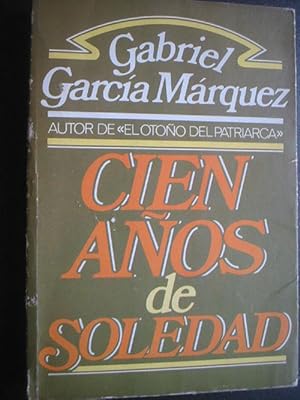 Gabriel
García Márquez
AUTOR DE «EL OTOÑO DEL PATRIARCA»
CIEN
AÑOS
de
SOLEDAD